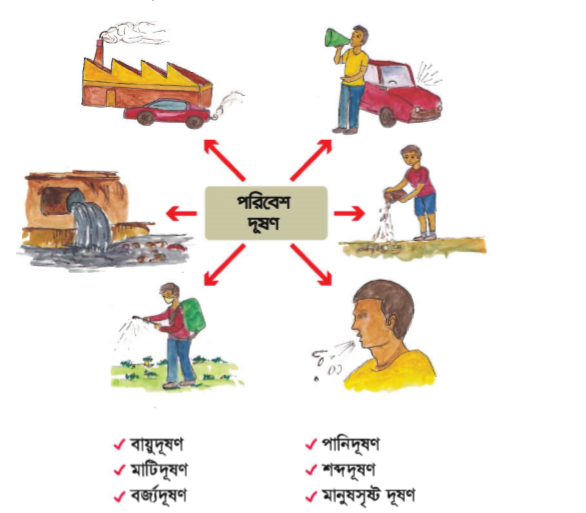 পরিবেশ
দূষণ
✓ বায়ুদূষণ
✓ পানিদূষণ
✓ মাটিদূষণ
✓ শব্দদূষণ
✓ বর্জ্যদূষণ
✓ মানুষসৃষ্ট দূষণ